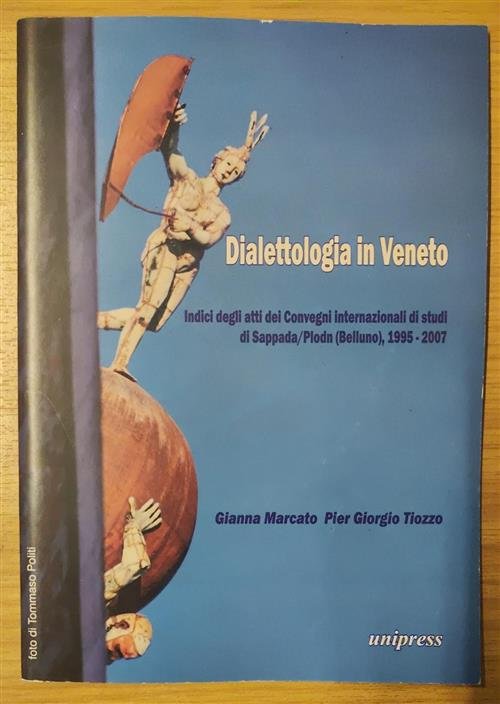 Dialettologia in Veneto
Indici degli atti dei Convegni internazionali di studi
di Sappada/Plodn (Belluno), 1995 - 2007
Gianna Marcato Pier Giorgio Tiozzo
foto di Tommaso Politi
unipress